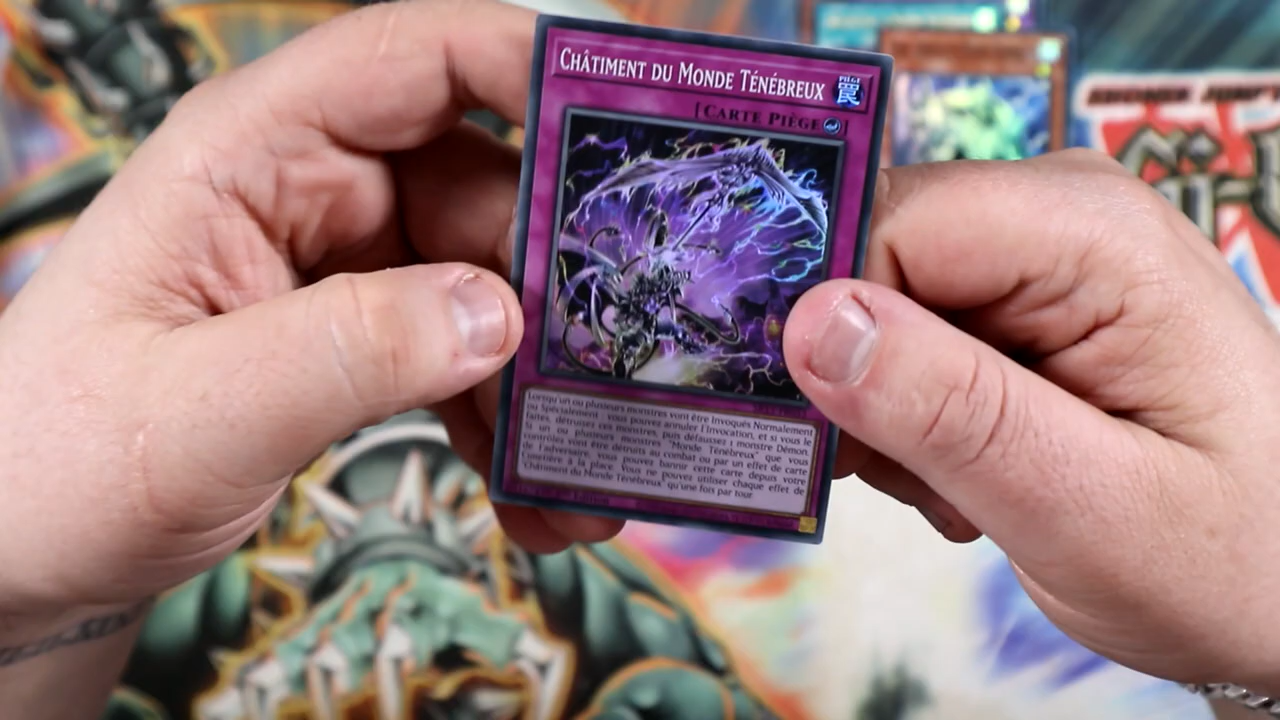 CHÂTIMENT DU MONDE TÉNÉBREUX
PIÈGE
罠
[CARTE PIÈGE]
Lorsqu'un ou plusieurs monstres vont être Invoqués Normalement
ou Spécialement : vous pouvez annuler l'Invocation, et si vous le
faites, détruisez ces monstres, puis défaussez 1 monstre Démon.
Si un ou plusieurs monstres "Monde Ténébreux" que vous
contrôlez vont être détruits au combat ou par un effet de carte
de l'adversaire, vous pouvez bannir cette carte depuis votre
Cimetière à la place. Vous ne pouvez utiliser chaque effet de
"Châtiment du Monde Ténébreux" qu'une fois par tour